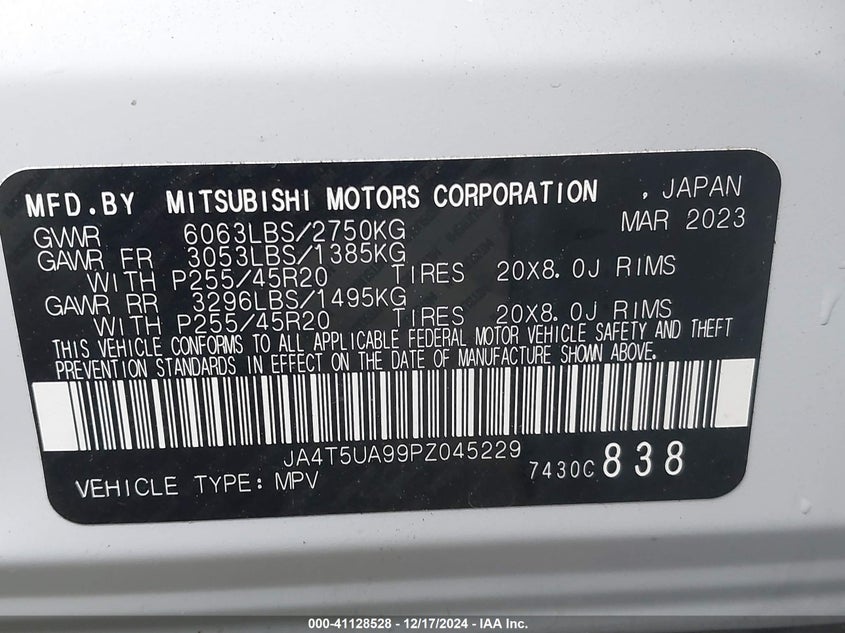 MFD.BY MITSUBISHI MOTORS CORPORATION , JAPAN
GVWR 6063LBS/2750KG MAR 2023
GAWR FR 3053LBS/1385KG
WITH P255/45R20 TIRES 20X8.0J RIMS
GAWR RR 3296LBS/1495KG
WITH P255/45R20 TIRES 20X8.0J RIMS
THIS VEHICLE CONFORMS TO ALL APPLICABLE FEDERAL MOTOR VEHICLE SAFETY AND THEFT
PREVENTION STANDARDS IN EFFECT ON THE DATE OF MANUFACTURE SHOWN ABOVE.
JA4T5UA99PZ045229
VEHICLE TYPE: MPV 7430C 838
000-41128528 - 12/17/2024 - IAA Inc.